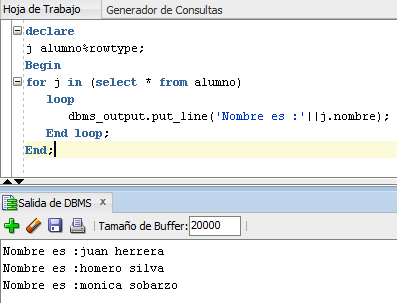 Hoja de Trabajo Generador de Consultas
declare
j alumno%rowtype;
Begin
for j in (select * from alumno)
loop
dbms_output.put_line('Nombre es :'||j.nombre);
End loop;
End;
Salida de DBMS x
Tamaño de Buffer: 20000
Nombre es :juan herrera
Nombre es :homero silva
Nombre es :monica sobarzo